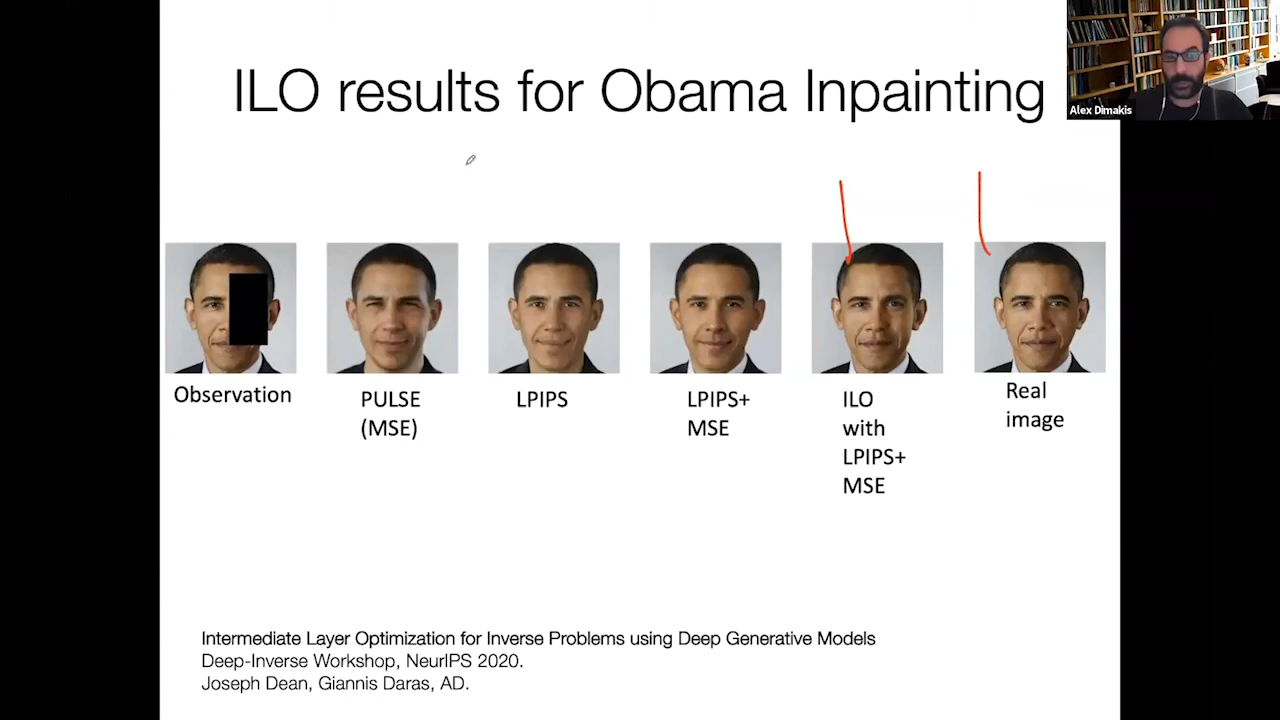 ILO results for Obama Inpainting
Alex Dimakis
Observation
PULSE
(MSE)
LPIPS
LPIPS+
MSE
ILO
with
LPIPS+
MSE
Real
image
Intermediate Layer Optimization for Inverse Problems using Deep Generative Models
Deep-Inverse Workshop, NeurIPS 2020.
Joseph Dean, Giannis Daras, AD.